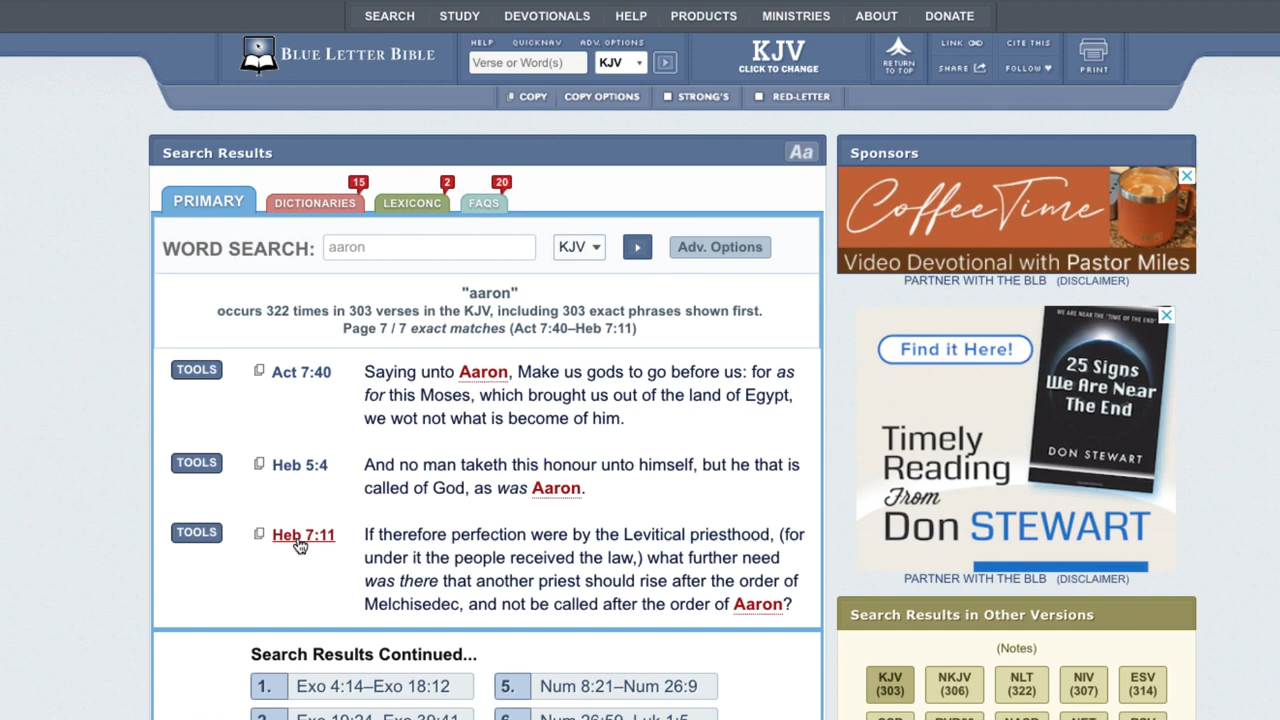 SEARCH STUDY DEVOTIONALS HELP PRODUCTS MINISTRIES ABOUT DONATE
BLUE LETTER BIBLE
HELP QUICKNAV ADV. OPTIONS
Verse or Word(s) KJV
KJV
CLICK TO CHANGE
RETURN
TO TOP
LINK CITE THIS
SHARE FOLLOW
PRINT
COPY COPY OPTIONS STRONG'S RED-LETTER
Search Results Aa
15 2 20
PRIMARY DICTIONARIES LEXICONC FAQS
WORD SEARCH: aaron KJV Adv. Options
"aaron"
occurs 322 times in 303 verses in the KJV, including 303 exact phrases shown first.
Page 7 / 7 exact matches (Act 7:40–Heb 7:11)
TOOLS Act 7:40 Saying unto Aaron, Make us gods to go before us: for as
for this Moses, which brought us out of the land of Egypt,
we wot not what is become of him.
TOOLS Heb 5:4 And no man taketh this honour unto himself, but he that is
called of God, as was Aaron.
TOOLS Heb 7:11 If therefore perfection were by the Levitical priesthood, (for
under it the people received the law,) what further need
was there that another priest should rise after the order of
Melchisedec, and not be called after the order of Aaron?
Search Results Continued...
1. Exo 4:14–Exo 18:12 5. Num 8:21–Num 26:9
Sponsors
CoffeeTime
Video Devotional with Pastor Miles
PARTNER WITH THE BLB (DISCLAIMER)
Find it Here!
WE ARE NEAR THE "TIME OF THE END"
25 Signs
We Are Near
The End
DON STEWART
Timely
Reading
From
Don STEWART
PARTNER WITH THE BLB (DISCLAIMER)
Search Results in Other Versions
(Notes)
KJV NKJV NLT NIV ESV
(303) (306) (322) (307) (314)